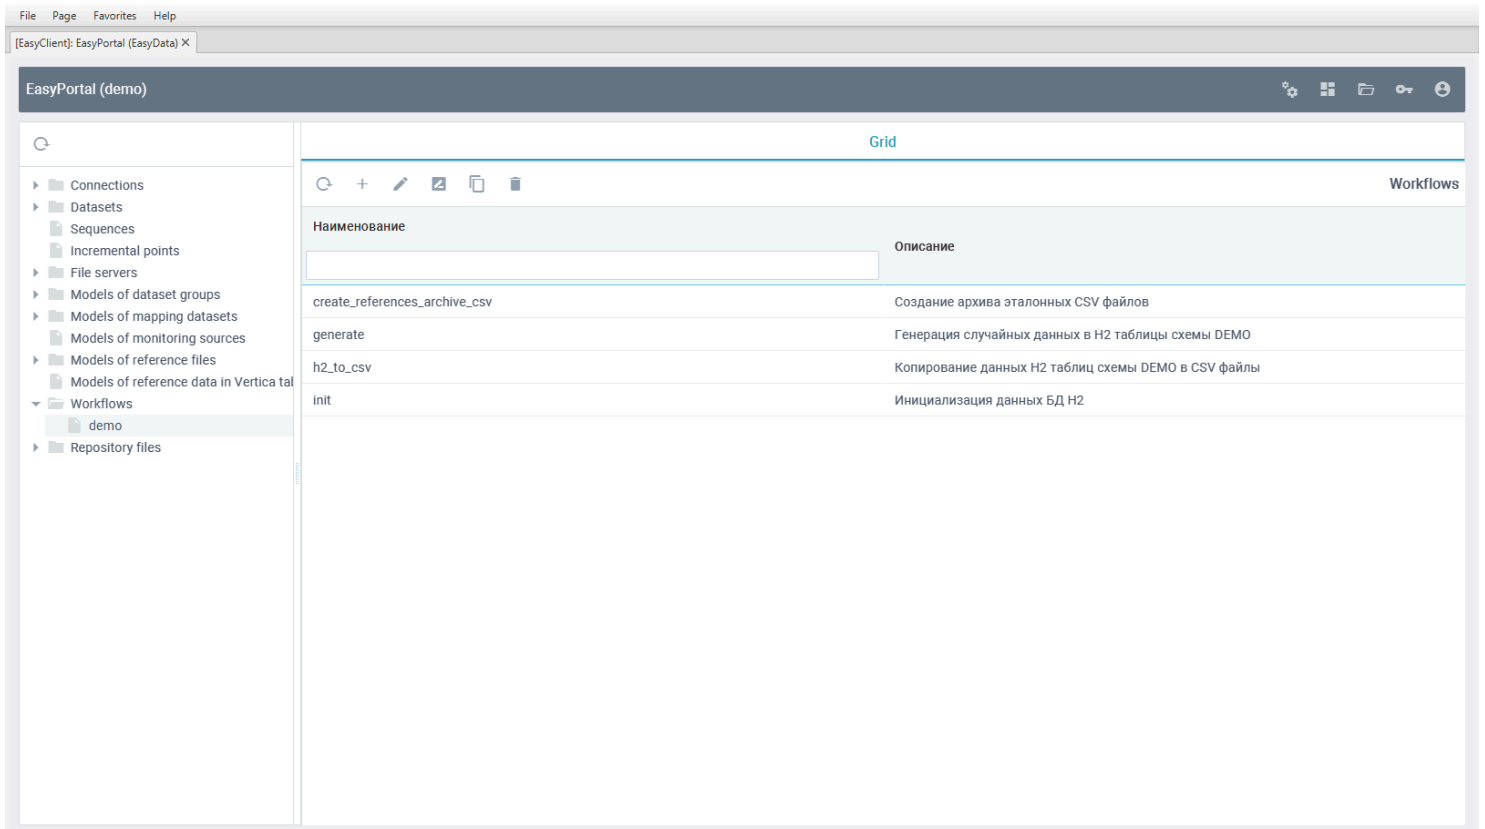 File Page Favorites Help
[EasyClient]: EasyPortal (EasyData) ✕
EasyPortal (demo)
Grid
Connections
Datasets
Sequences
Incremental points
File servers
Models of dataset groups
Models of mapping datasets
Models of monitoring sources
Models of reference files
Models of reference data in Vertica tal
Workflows
demo
Repository files
Workflows
Наименование
Описание
create_references_archive_csv Создание архива эталонных CSV файлов
generate Генерация случайных данных в H2 таблицы схемы DEMO
h2_to_csv Копирование данных H2 таблиц схемы DEMO в CSV файлы
init Инициализация данных БД H2